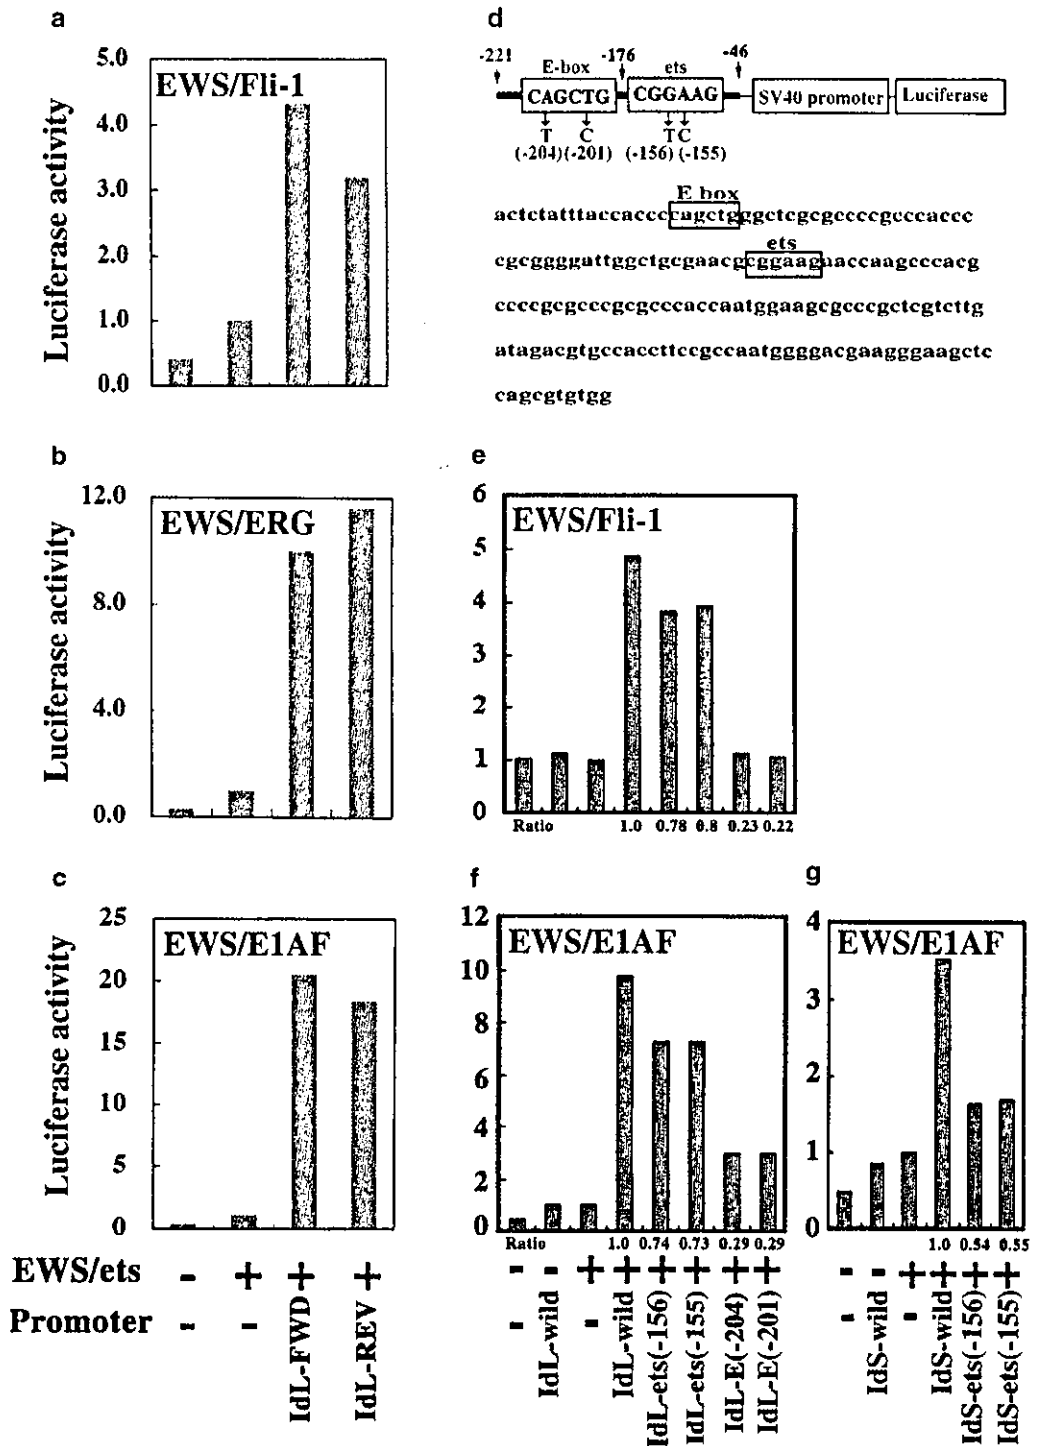 a
5.0
4.0
3.0
2.0
1.0
0.0
Luciferase activity
EWS/Fli-1
b
12.0
8.0
4.0
0.0
Luciferase activity
EWS/ERG
c
25
20
15
10
5
0
Luciferase activity
EWS/E1AF
EWS/ets - + + +
Promoter - - IdL-FWD IdL-REV
d
-221 -176 -46
E-box ets
CAGCTG CGGAAG SV40 promoter Luciferase
T C T C
(-204) (-201) (-156) (-155)
E box
actctatttaccacccccagctgggctcgcgccccgcccaccc
ets
cgcggggattggctgcgaacgcggaagaaccaagcccacg
ccccgcgcccgcgcccaccaatggaagcgcccgctcgtcttg
atagacgtgccaccttccgccaatggggacgaagggaagctc
cagcgtgtgg
e
6
5
4
3
2
1
0
EWS/Fli-1
Ratio 1.0 0.78 0.8 0.23 0.22
f
12
10
8
6
4
2
0
EWS/E1AF
Ratio 1.0 0.74 0.73 0.29 0.29
- - + + + + + +
- IdL-wild - IdL-wild IdL-ets(-156) IdL-ets(-155) IdL-E(-204) IdL-E(-201)
g
4
3
2
1
0
EWS/E1AF
1.0 0.54 0.55
- - + + + +
- IdS-wild - IdS-wild IdS-ets(-156) IdS-ets(-155)